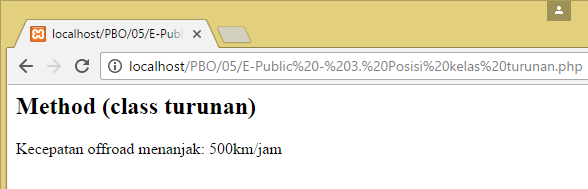 localhost/PBO/05/E-Publ
localhost/PBO/05/E-Public%20-%203.%20Posisi%20kelas%20turunan.php
Method (class turunan)
Kecepatan offroad menanjak: 500km/jam